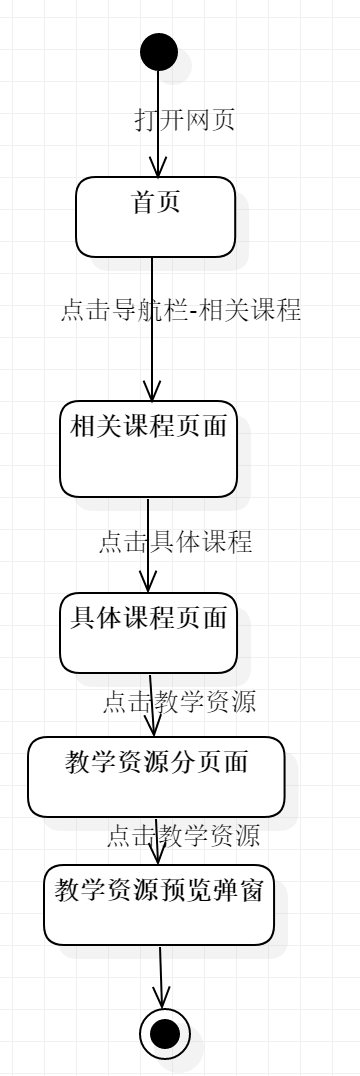 打开网页
首页
点击导航栏-相关课程
相关课程页面
点击具体课程
具体课程页面
点击教学资源
教学资源分页面
点击教学资源
教学资源预览弹窗